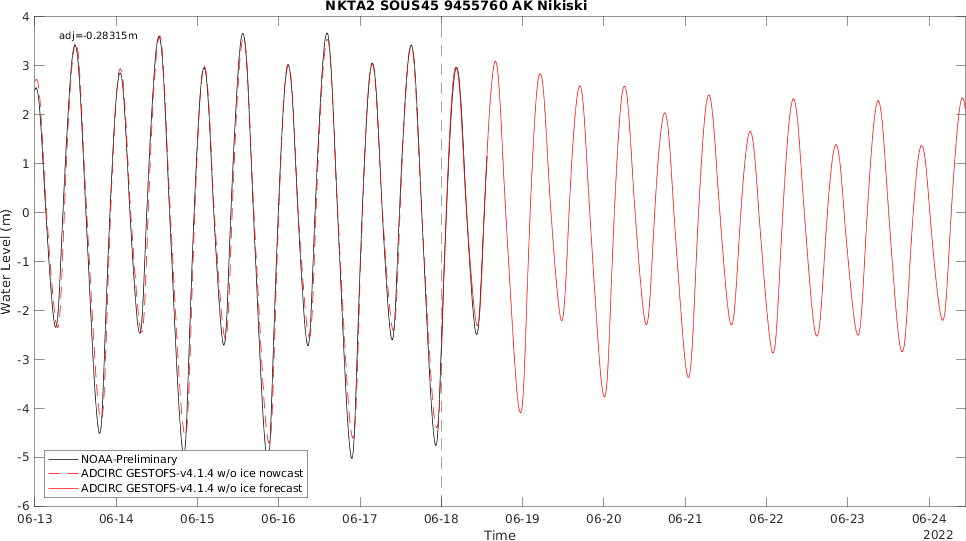 NKTA2 SOUS45 9455760 AK Nikiski
adj=-0.28315m
Water Level (m)
4
3
2
1
0
-1
-2
-3
-4
-5
-6
NOAA-Preliminary
ADCIRC GESTOFS-v4.1.4 w/o ice nowcast
ADCIRC GESTOFS-v4.1.4 w/o ice forecast
06-13 06-14 06-15 06-16 06-17 06-18 06-19 06-20 06-21 06-22 06-23 06-24
Time
2022